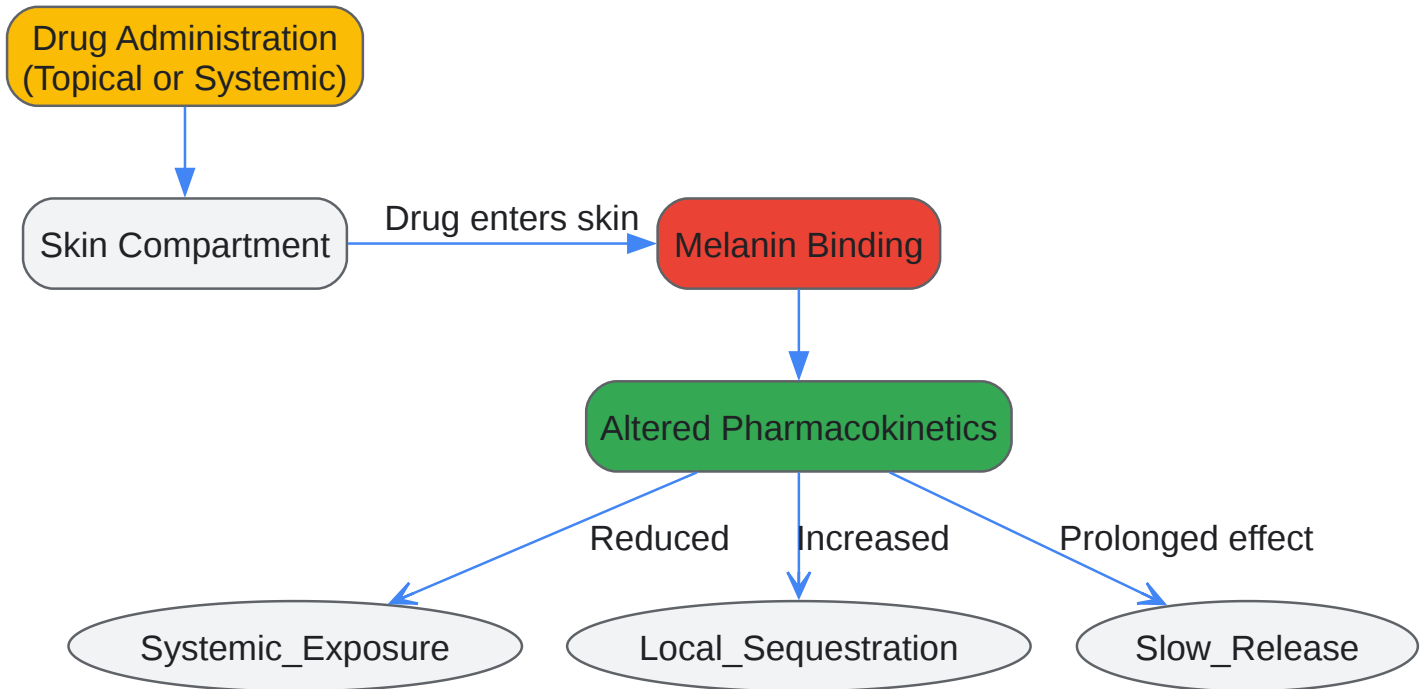 Drug Administration
(Topical or Systemic)
Skin Compartment
Drug enters skin
Melanin Binding
Altered Pharmacokinetics
Reduced
Increased
Prolonged effect
Systemic_Exposure
Local_Sequestration
Slow_Release